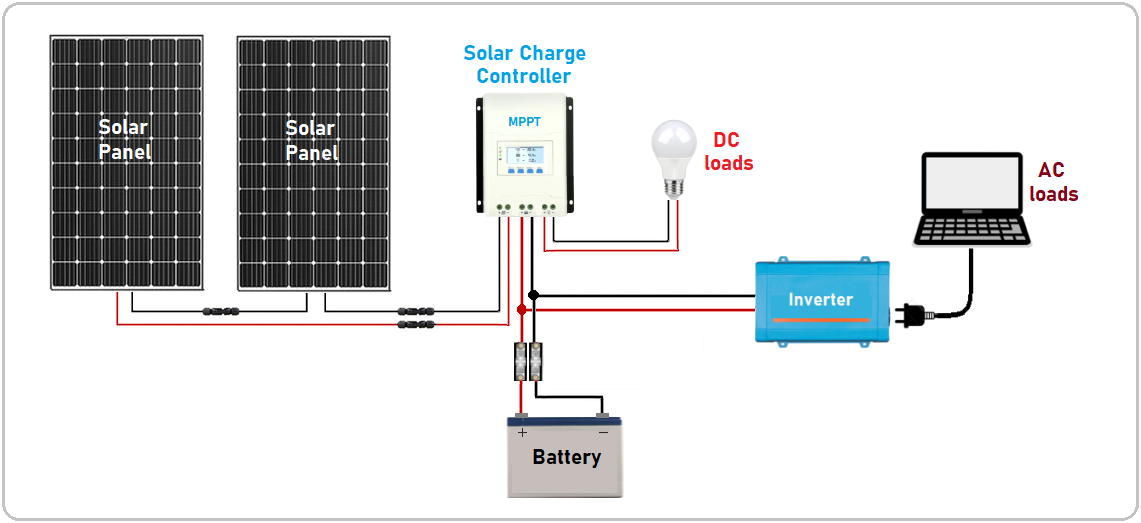 Solar Charge
Controller
Solar
Panel
Solar
Panel
MPPT
DC
loads
AC
loads
Inverter
+
−
Battery